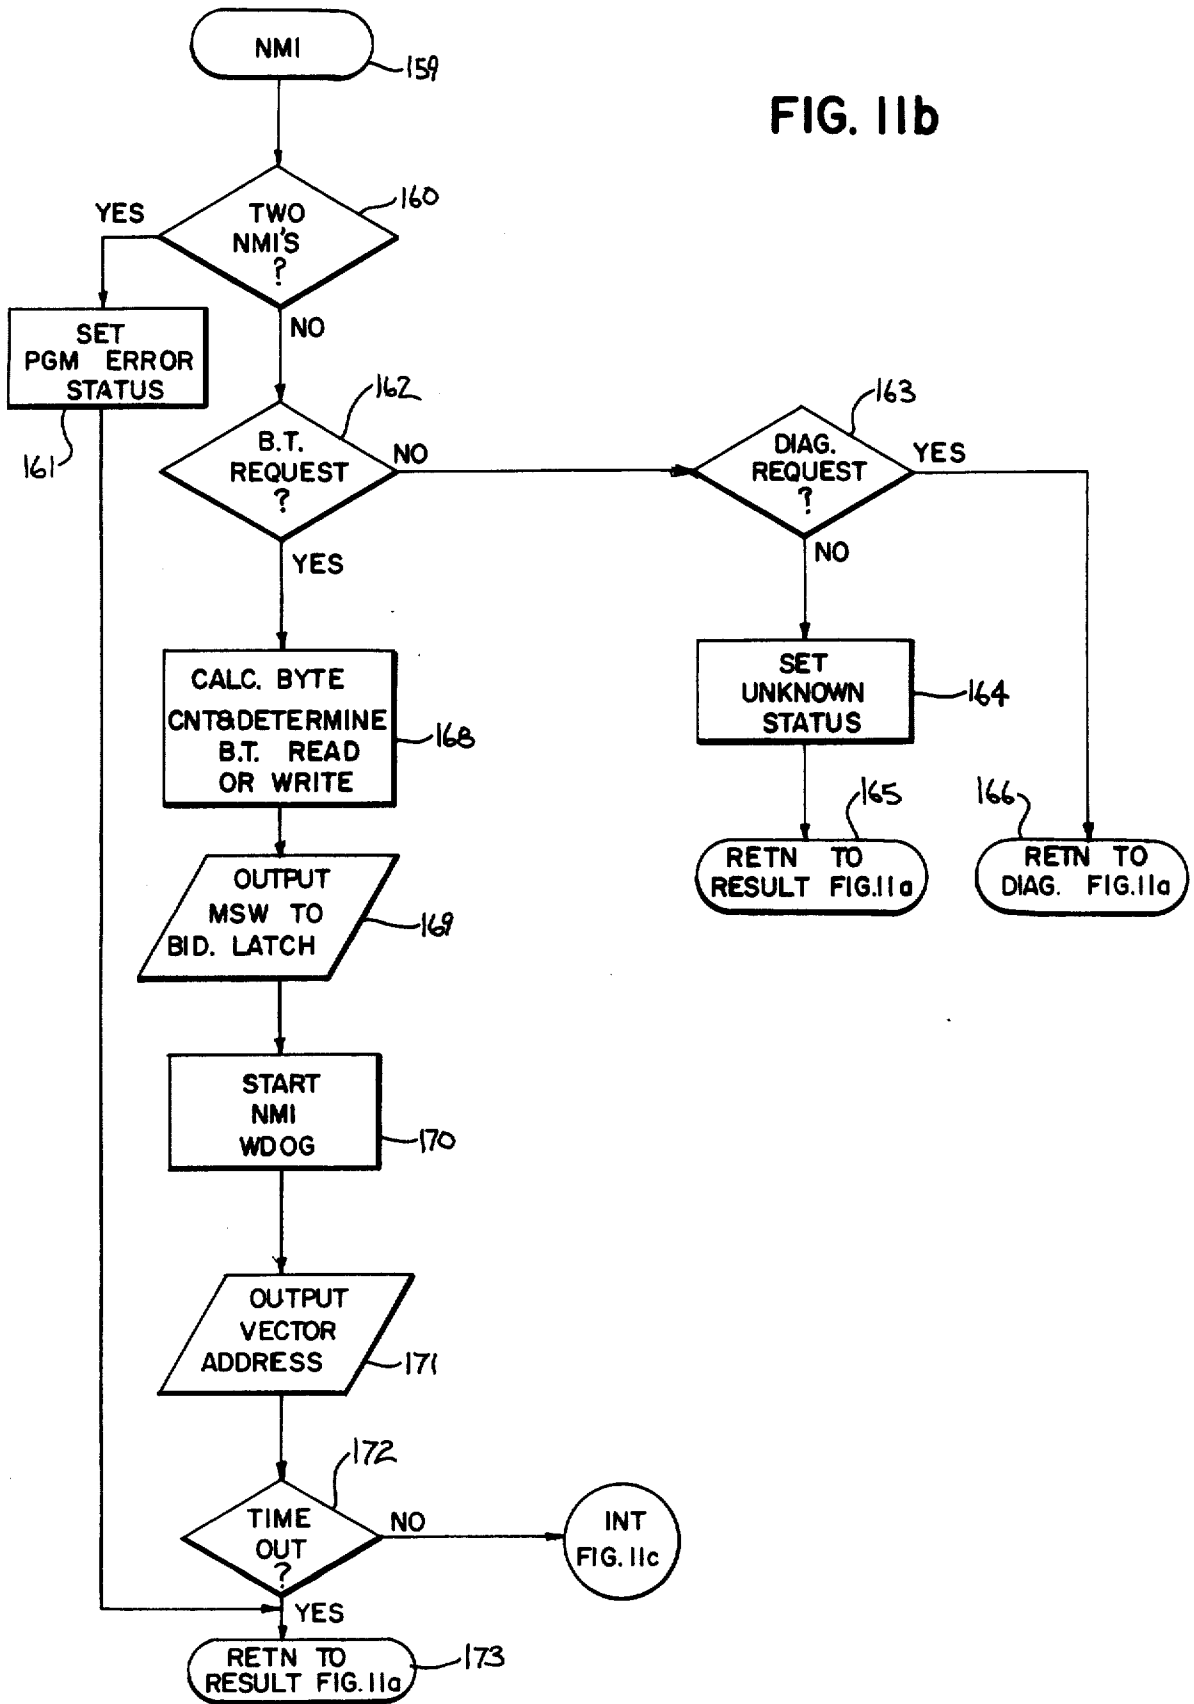 NMI
159
FIG. 11b
160
YES
TWO
NMI'S
?
NO
SET
PGM ERROR
STATUS
161
162
B.T.
REQUEST
?
NO
YES
163
DIAG.
REQUEST
?
YES
NO
SET
UNKNOWN
STATUS
164
165
RETN TO
RESULT FIG.11a
166
RETN TO
DIAG. FIG.11a
CALC. BYTE
CNT&DETERMINE
B.T. READ
OR WRITE
168
OUTPUT
MSW TO
BID. LATCH
169
START
NMI
WDOG
170
OUTPUT
VECTOR
ADDRESS
171
172
TIME
OUT
?
NO
INT
FIG. 11c
YES
RETN TO
RESULT FIG.11a
173